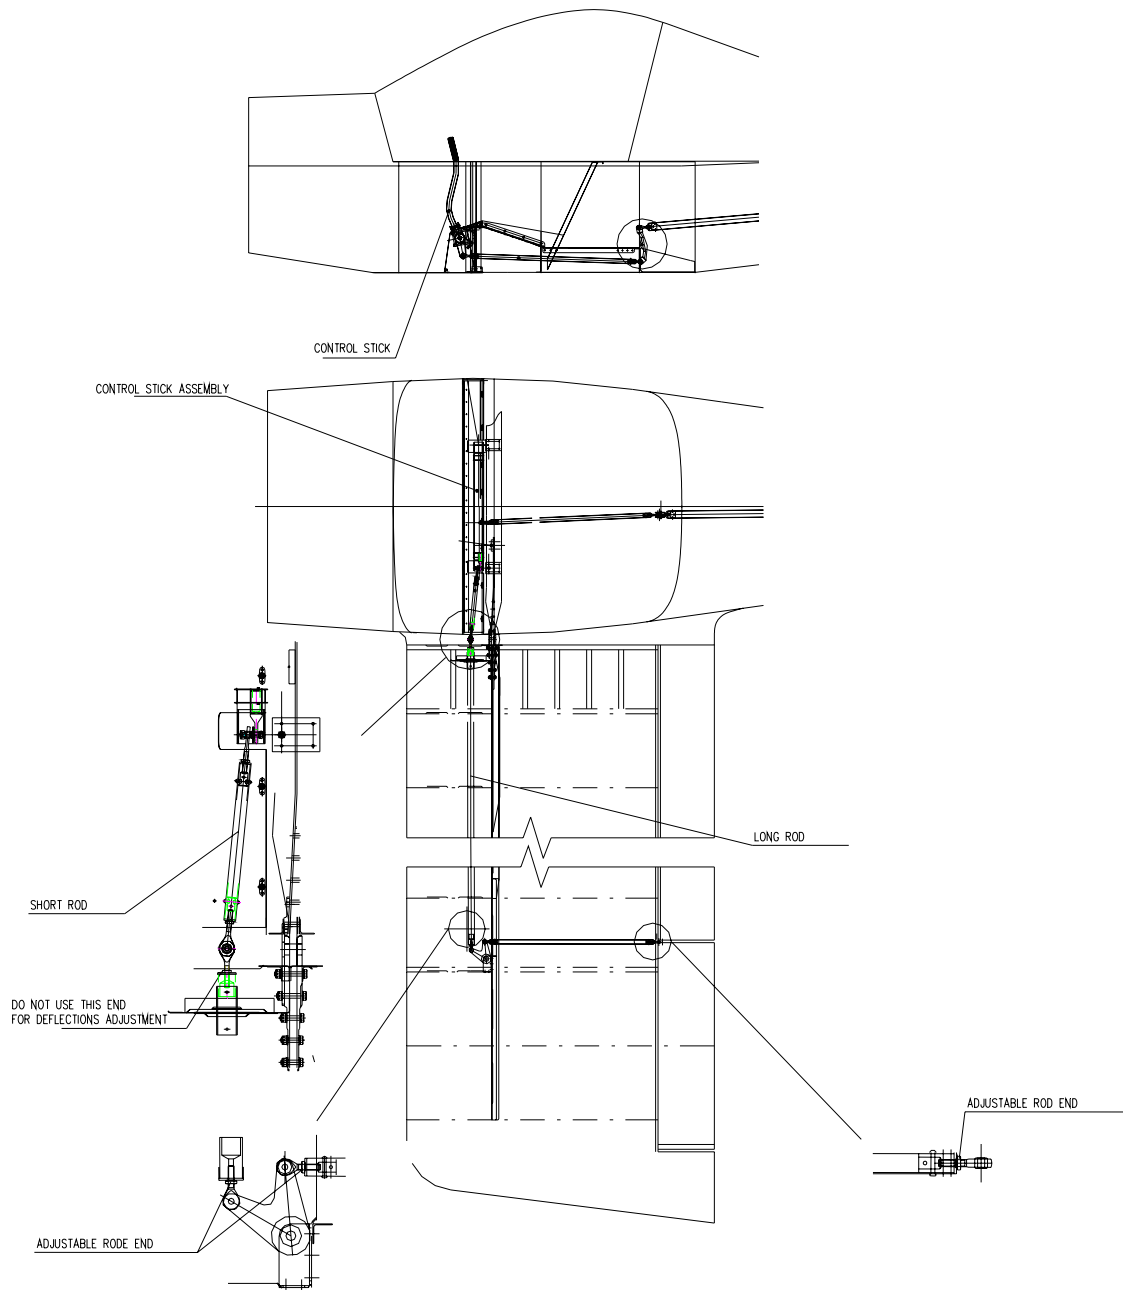 CONTROL STICK
CONTROL STICK ASSEMBLY
LONG ROD
SHORT ROD
DO NOT USE THIS END
FOR DEFLECTIONS ADJUSTMENT
ADJUSTABLE ROD END
ADJUSTABLE RODE END